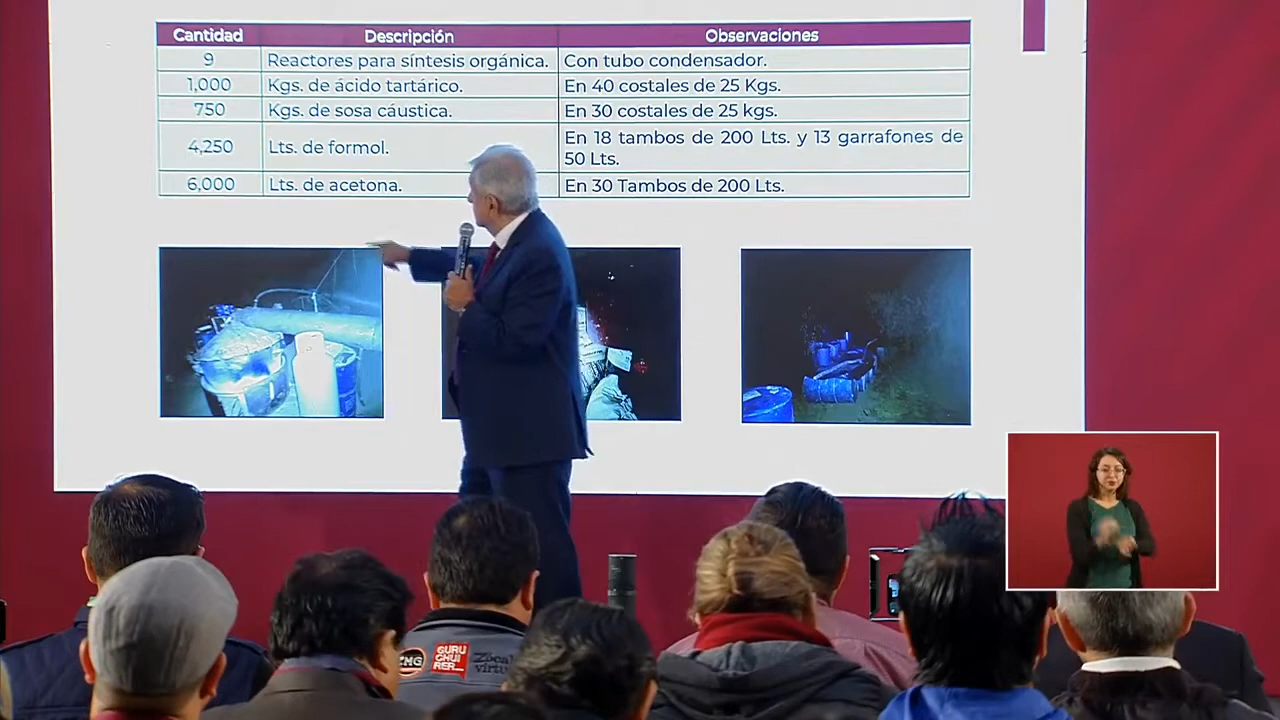 Cantidad Descripción Observaciones
9 Reactores para síntesis orgánica. Con tubo condensador.
1,000 Kgs. de ácido tartárico. En 40 costales de 25 Kgs.
750 Kgs. de sosa cáustica. En 30 costales de 25 kgs.
4,250 Lts. de formol. En 18 tambos de 200 Lts. y 13 garrafones de
50 Lts.
6,000 Lts. de acetona. En 30 Tambos de 200 Lts.
GURU
CHUI
RER